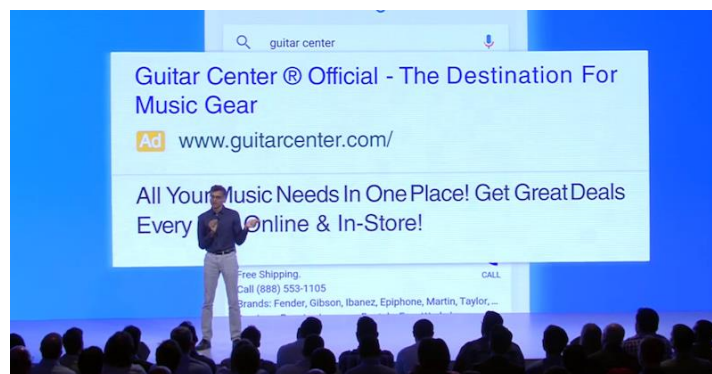 guitar center
Guitar Center ® Official - The Destination For
Music Gear
Ad www.guitarcenter.com/
All Your Music Needs In One Place! Get Great Deals
Every Online & In-Store!
Free Shipping.
CALL
Call (888) 553-1105
Brands: Fender, Gibson, Ibanez, Epiphone, Martin, Taylor, ...